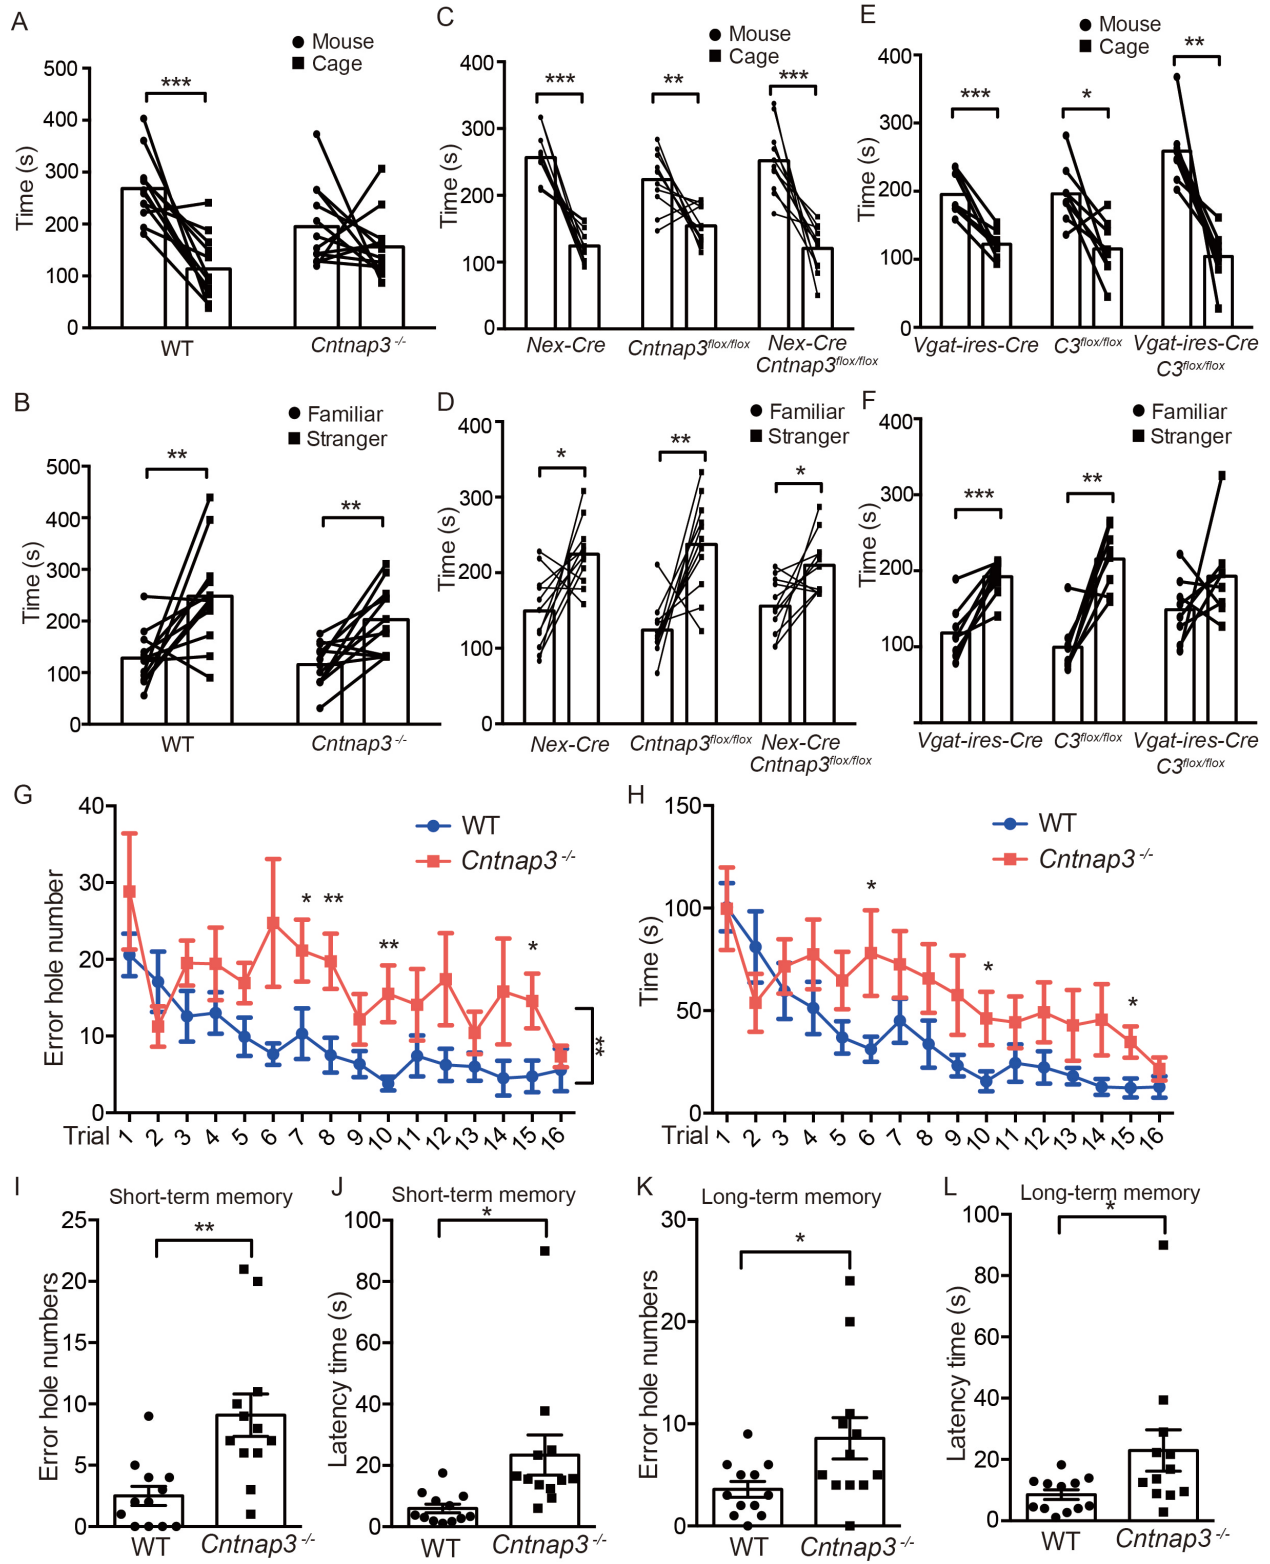 A
Mouse
Cage
Time (s)
500
400
300
200
100
0
***
WT
Cntnap3 -/-
C
Mouse
Cage
Time (s)
400
300
200
100
0
***
**
***
Nex-Cre
Cntnap3flox/flox
Nex-Cre
Cntnap3flox/flox
E
Mouse
Cage
Time (s)
400
300
200
100
0
***
*
**
Vgat-ires-Cre
C3flox/flox
Vgat-ires-Cre
C3flox/flox
B
Familiar
Stranger
Time (s)
500
400
300
200
100
0
**
**
WT
Cntnap3 -/-
D
Familiar
Stranger
Time (s)
400
300
200
100
0
*
**
*
Nex-Cre
Cntnap3flox/flox
Nex-Cre
Cntnap3flox/flox
F
Familiar
Stranger
Time (s)
400
300
200
100
***
**
Vgat-ires-Cre
C3flox/flox
Vgat-ires-Cre
C3flox/flox
G
WT
Cntnap3 -/-
Error hole number
40
30
20
10
0
* **
**
*
**
Trial 1 2 3 4 5 6 7 8 9 10 11 12 13 14 15 16
H
WT
Cntnap3 -/-
Time (s)
150
100
50
0
*
*
*
Trial 1 2 3 4 5 6 7 8 9 10 11 12 13 14 15 16
I
Short-term memory
Error hole numbers
25
20
15
10
5
0
**
WT
Cntnap3 -/-
J
Short-term memory
Latency time (s)
100
80
60
40
20
0
*
WT
Cntnap3 -/-
K
Long-term memory
Error hole numbers
30
20
10
0
*
WT
Cntnap3 -/-
L
Long-term memory
Latency time (s)
100
80
60
40
20
0
*
WT
Cntnap3 -/-